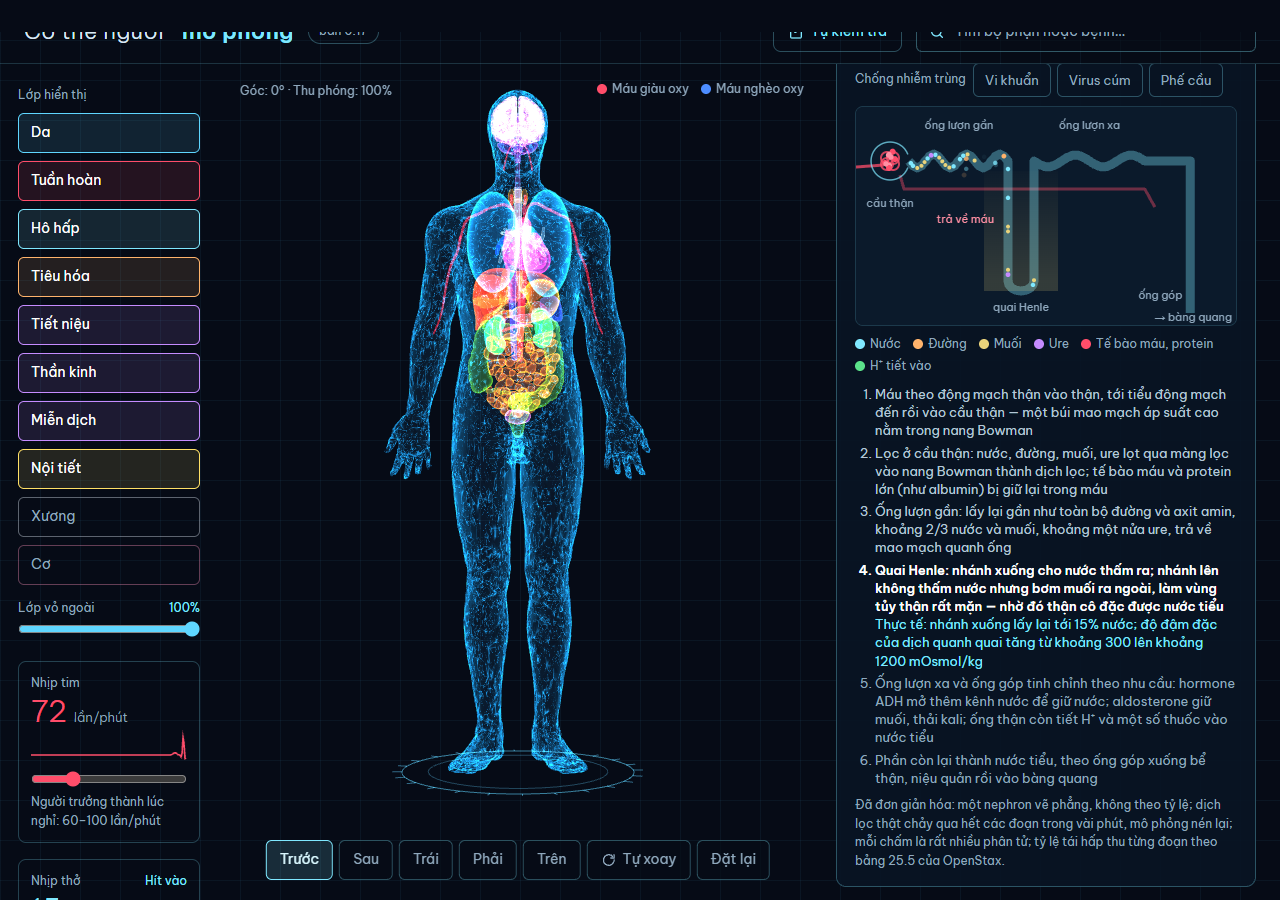 Cơ thể người mô phỏng
Tự kiểm tra
Tìm bộ phận hoặc bệnh...
Lớp hiển thị
Da
Tuần hoàn
Hô hấp
Tiêu hóa
Tiết niệu
Thần kinh
Miễn dịch
Nội tiết
Xương
Cơ
Lớp vỏ ngoài 100%
Nhịp tim
72 lần/phút
Người trưởng thành lúc
nghỉ: 60–100 lần/phút
Nhịp thở Hít vào
Góc: 0° · Thu phóng: 100%
Máu giàu oxy Máu nghèo oxy
Trước Sau Trái Phải Trên Tự xoay Đặt lại
Chống nhiễm trùng Vi khuẩn Virus cúm Phế cầu
ống lượn gần ống lượn xa
cầu thận
trả về máu
ống góp
quai Henle
→ bàng quang
Nước Đường Muối Ure Tế bào máu, protein
H⁺ tiết vào
1. Máu theo động mạch thận vào thận, tới tiểu động mạch
đến rồi vào cầu thận — một búi mao mạch áp suất cao
nằm trong nang Bowman
2. Lọc ở cầu thận: nước, đường, muối, ure lọt qua màng lọc
vào nang Bowman thành dịch lọc; tế bào máu và protein
lớn (như albumin) bị giữ lại trong máu
3. Ống lượn gần: lấy lại gần như toàn bộ đường và axit amin,
khoảng 2/3 nước và muối, khoảng một nửa ure, trả về
mao mạch quanh ống
4. Quai Henle: nhánh xuống cho nước thấm ra; nhánh lên
không thấm nước nhưng bơm muối ra ngoài, làm vùng
tủy thận rất mặn — nhờ đó thận cô đặc được nước tiểu
Thực tế: nhánh xuống lấy lại tới 15% nước; độ đậm đặc
của dịch quanh quai tăng từ khoảng 300 lên khoảng
1200 mOsmol/kg
5. Ống lượn xa và ống góp tinh chỉnh theo nhu cầu: hormone
ADH mở thêm kênh nước để giữ nước; aldosterone giữ
muối, thải kali; ống thận còn tiết H⁺ và một số thuốc vào
nước tiểu
6. Phần còn lại thành nước tiểu, theo ống góp xuống bể
thận, niệu quản rồi vào bàng quang
Đã đơn giản hóa: một nephron vẽ phẳng, không theo tỷ lệ; dịch
lọc thật chảy qua hết các đoạn trong vài phút, mô phỏng nén lại;
mỗi chấm là rất nhiều phân tử; tỷ lệ tái hấp thu từng đoạn theo
bảng 25.5 của OpenStax.